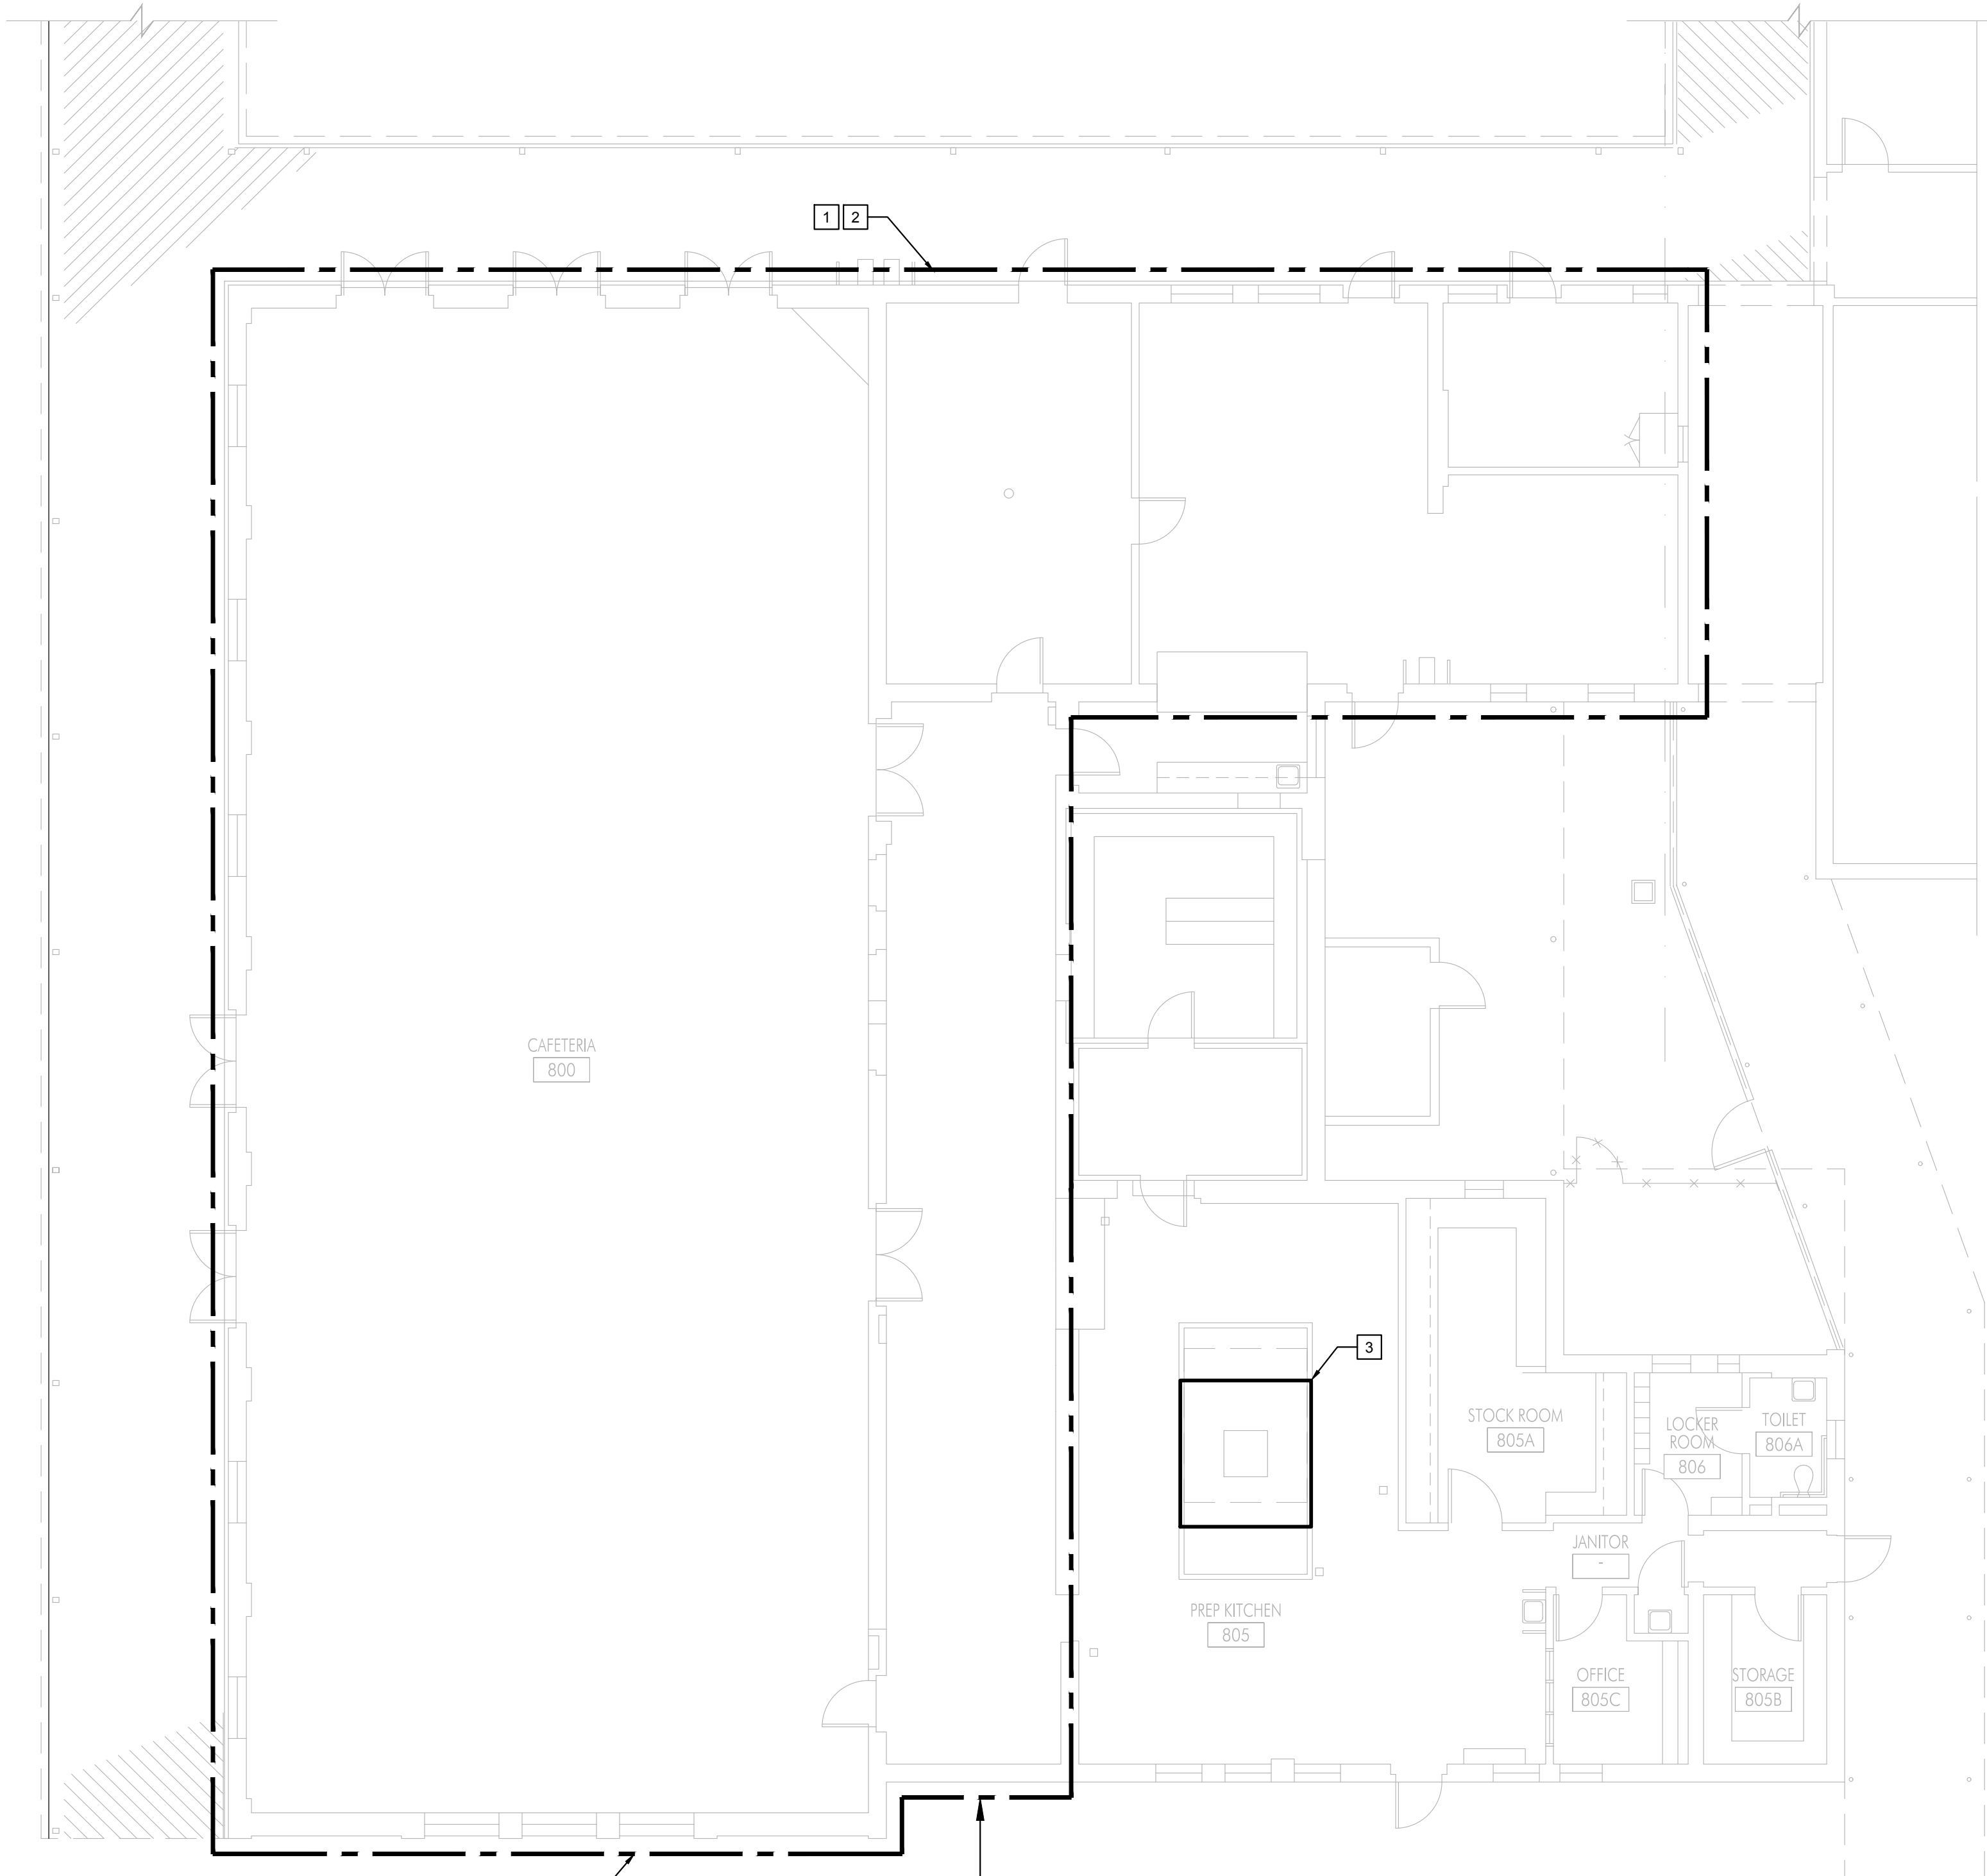 1 2
CAFETERIA
800
3
STOCK ROOM
805A
LOCKER
ROOM
806
TOILET
806A
JANITOR
-
PREP KITCHEN
805
OFFICE
805C
STORAGE
805B